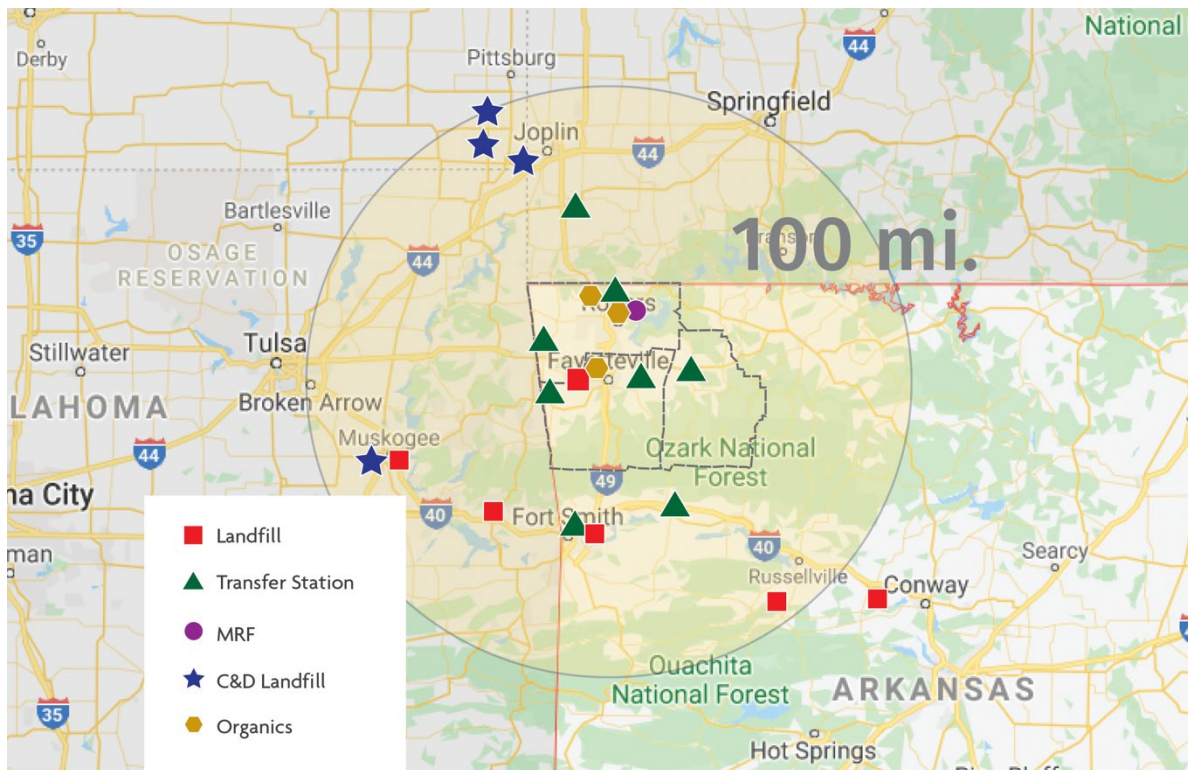 National
Derby
44
Pittsburg
Springfield
Joplin
44
35
Bartlesville
OSAGE
RESERVATION
44
100 mi.
Tulsa
Stillwater
Fayetteville
Broken Arrow
LAHOMA
Muskogee
44
Ozark National
Forest
na City
49
40
Fort Smith
man
40
Searcy
Russellville
Conway
Landfill
Transfer Station
MRF
C&D Landfill
Organics
Ouachita
National Forest
ARKANSAS
35
Hot Springs